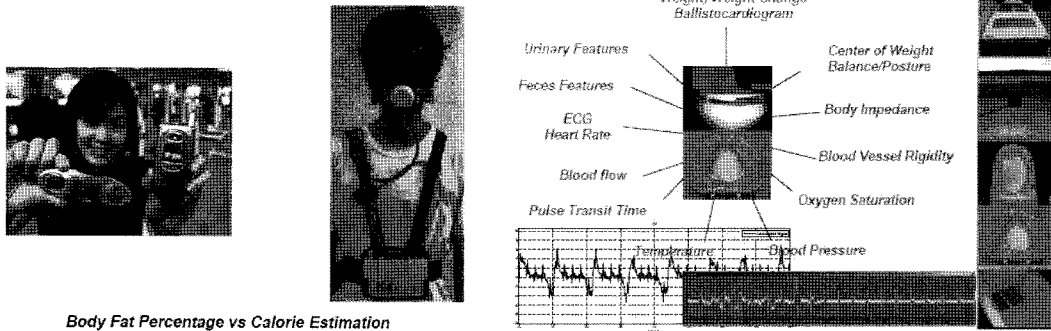 Weight/Weight Change
Ballistocardiogram
Urinary Features
Center of Weight
Balance/Posture
Feces Features
Body Impedance
ECG
Heart Rate
Blood Vessel Rigidity
Blood flow
Oxygen Saturation
Pulse Transit Time
Temperature
Blood Pressure
Body Fat Percentage vs Calorie Estimation